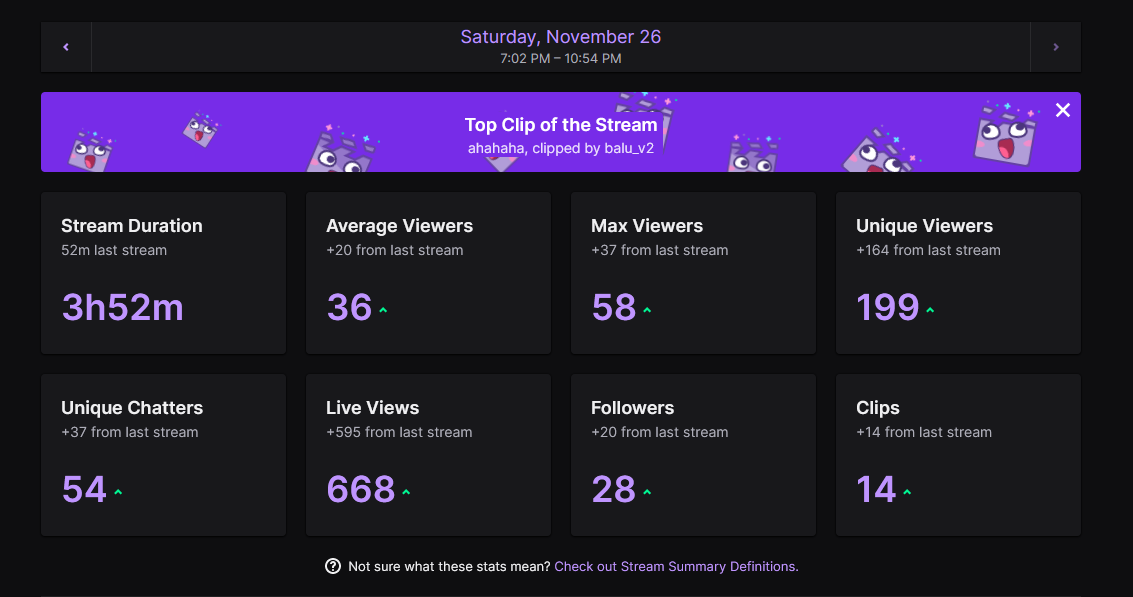 Saturday, November 26
7:02 PM – 10:54 PM
Top Clip of the Stream
ahahaha, clipped by balu_v2
Stream Duration
52m last stream
3h52m
Average Viewers
+20 from last stream
36
Max Viewers
+37 from last stream
58
Unique Viewers
+164 from last stream
199
Unique Chatters
+37 from last stream
54
Live Views
+595 from last stream
668
Followers
+20 from last stream
28
Clips
+14 from last stream
14
Not sure what these stats mean? Check out Stream Summary Definitions.